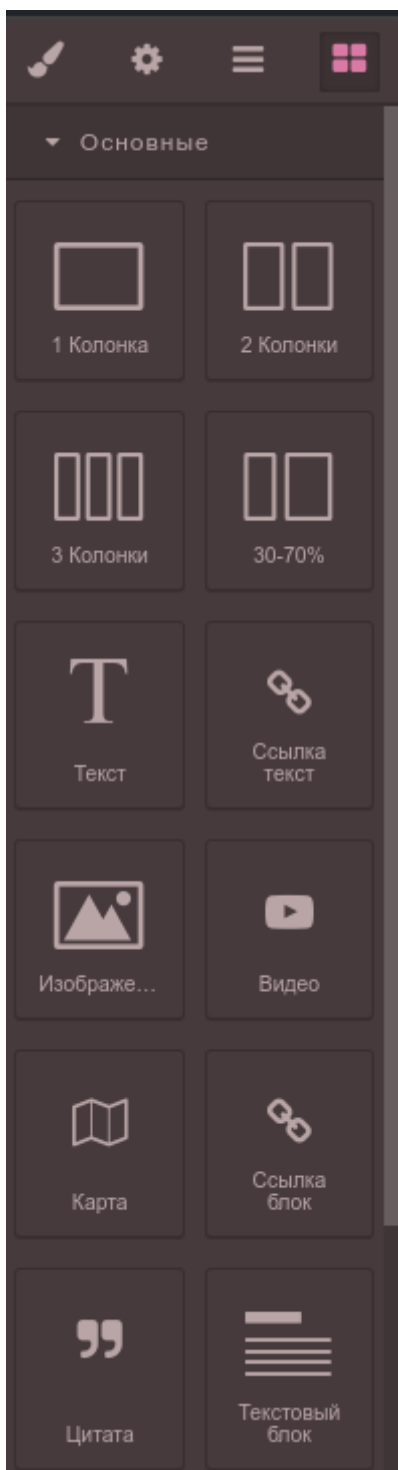 Основные
1 Колонка
2 Колонки
3 Колонки
30-70%
Текст
Ссылка
текст
Изображе...
Видео
Карта
Ссылка
блок
Цитата
Текстовый
блок